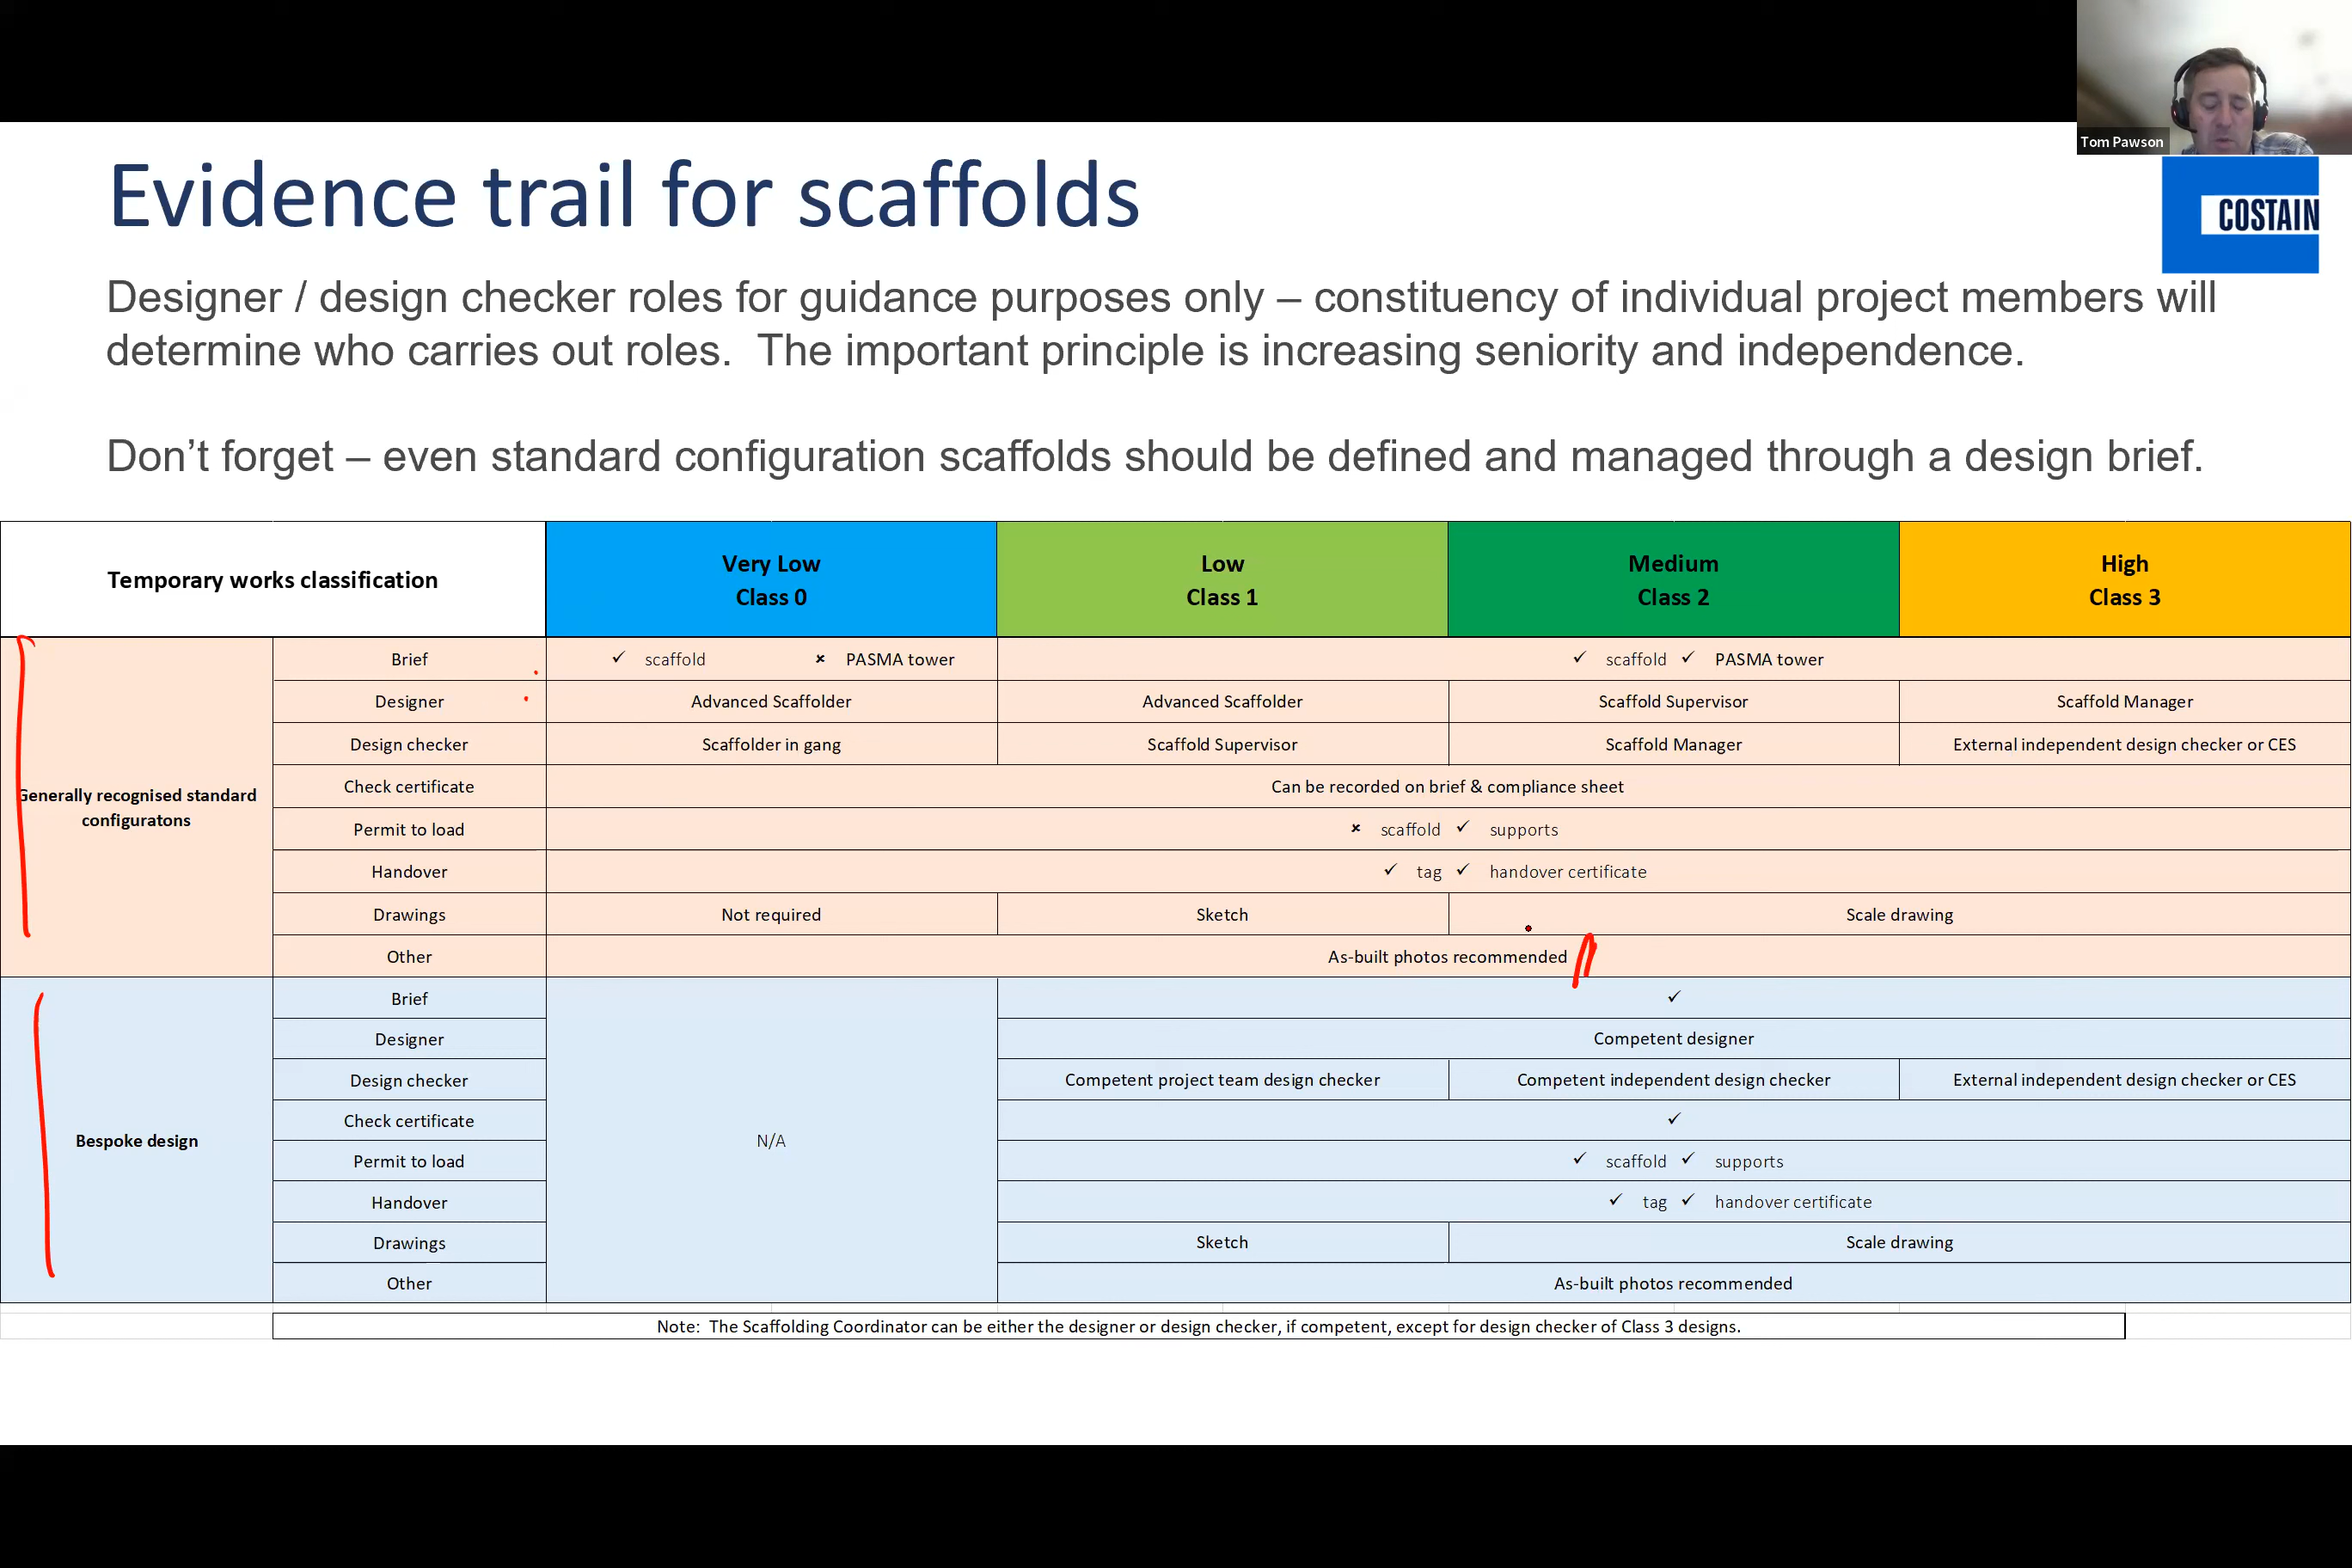 Tom Pawson
COSTAIN
Evidence trail for scaffolds
Designer / design checker roles for guidance purposes only – constituency of individual project members will
determine who carries out roles.  The important principle is increasing seniority and independence.
Don’t forget – even standard configuration scaffolds should be defined and managed through a design brief.
Temporary works classification
Very Low
Class 0
Low
Class 1
Medium
Class 2
High
Class 3
Generally recognised standard
configuratons
Brief
✓ scaffold × PASMA tower
✓ scaffold ✓ PASMA tower
Designer
Advanced Scaffolder
Advanced Scaffolder
Scaffold Supervisor
Scaffold Manager
Design checker
Scaffolder in gang
Scaffold Supervisor
Scaffold Manager
External independent design checker or CES
Check certificate
Can be recorded on brief & compliance sheet
Permit to load
× scaffold ✓ supports
Handover
✓ tag ✓ handover certificate
Drawings
Not required
Sketch
Scale drawing
Other
As-built photos recommended
Bespoke design
N/A
Brief
✓
Designer
Competent designer
Design checker
Competent project team design checker
Competent independent design checker
External independent design checker or CES
Check certificate
✓
Permit to load
✓ scaffold ✓ supports
Handover
✓ tag ✓ handover certificate
Drawings
Sketch
Scale drawing
Other
As-built photos recommended
Note:  The Scaffolding Coordinator can be either the designer or design checker, if competent, except for design checker of Class 3 designs.